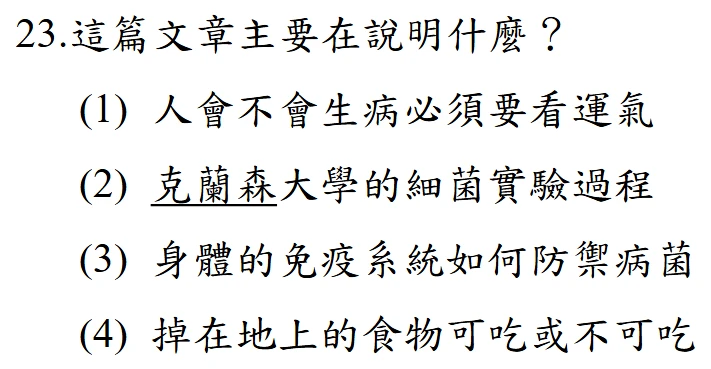 23.這篇文章主要在說明什麼？
(1) 人會不會生病必須要看運氣
(2) 克蘭森大學的細菌實驗過程
(3) 身體的免疫系統如何防禦病菌
(4) 掉在地上的食物可吃或不可吃